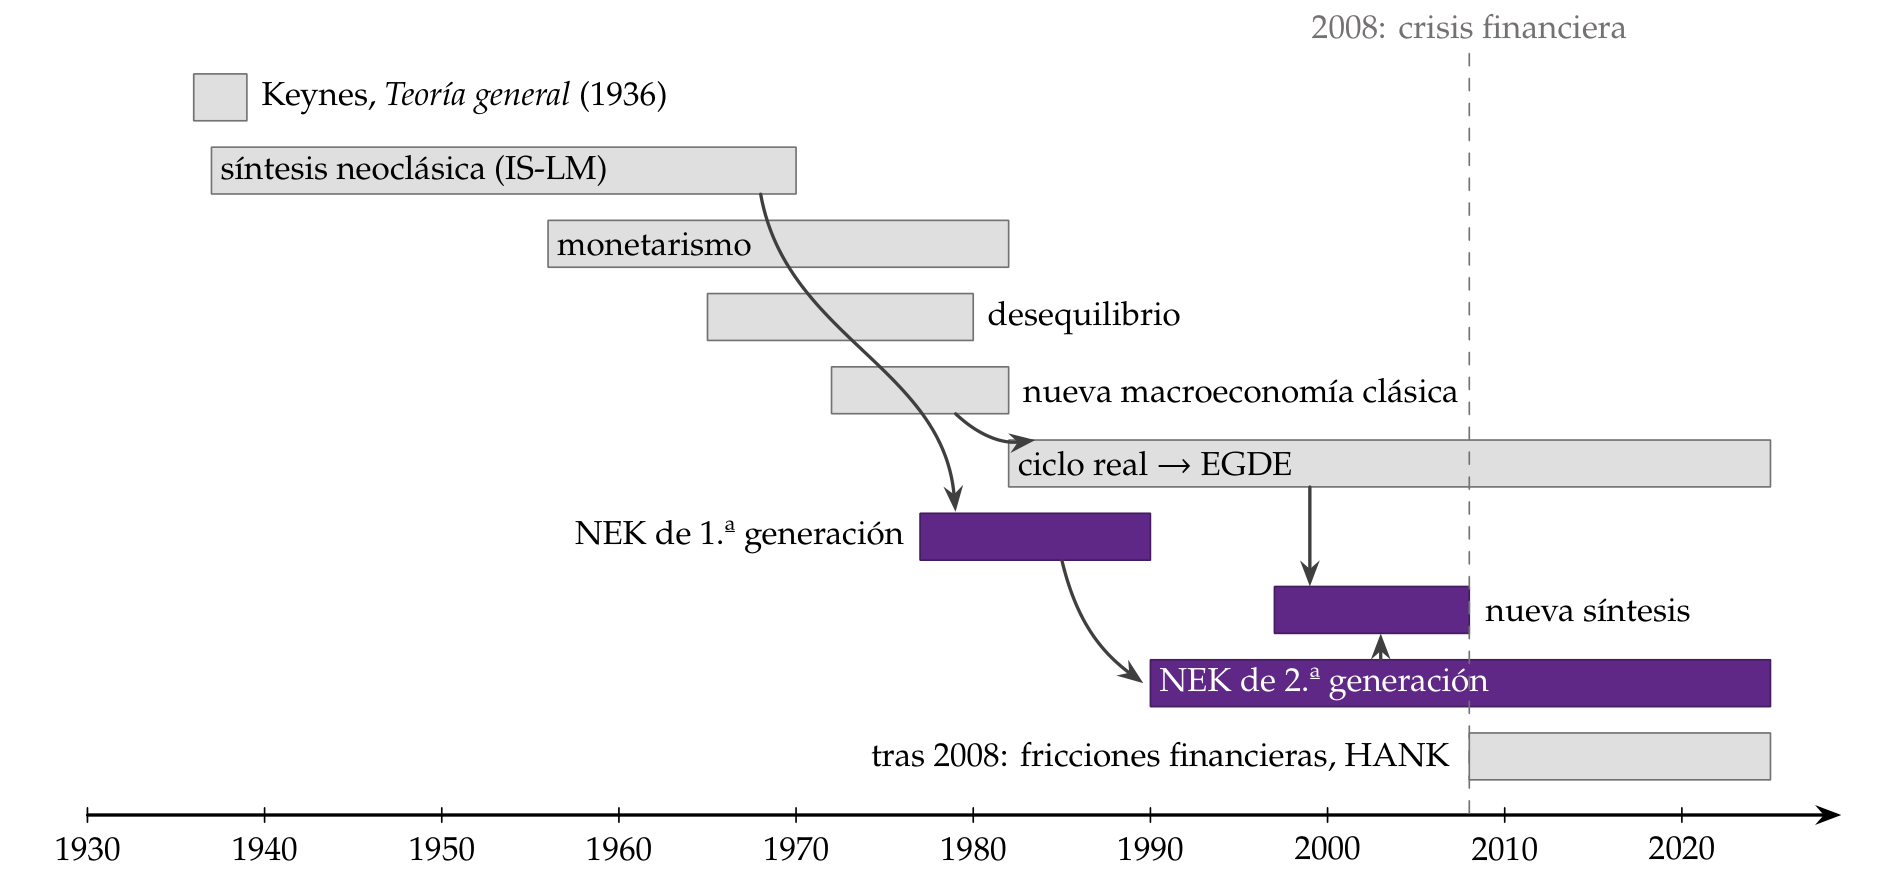 2008: crisis financiera
Keynes, Teoría general (1936)
síntesis neoclásica (IS-LM)
monetarismo
desequilibrio
nueva macroeconomía clásica
ciclo real → EGDE
NEK de 1.ª generación
nueva síntesis
NEK de 2.ª generación
tras 2008: fricciones financieras, HANK
1930 1940 1950 1960 1970 1980 1990 2000 2010 2020